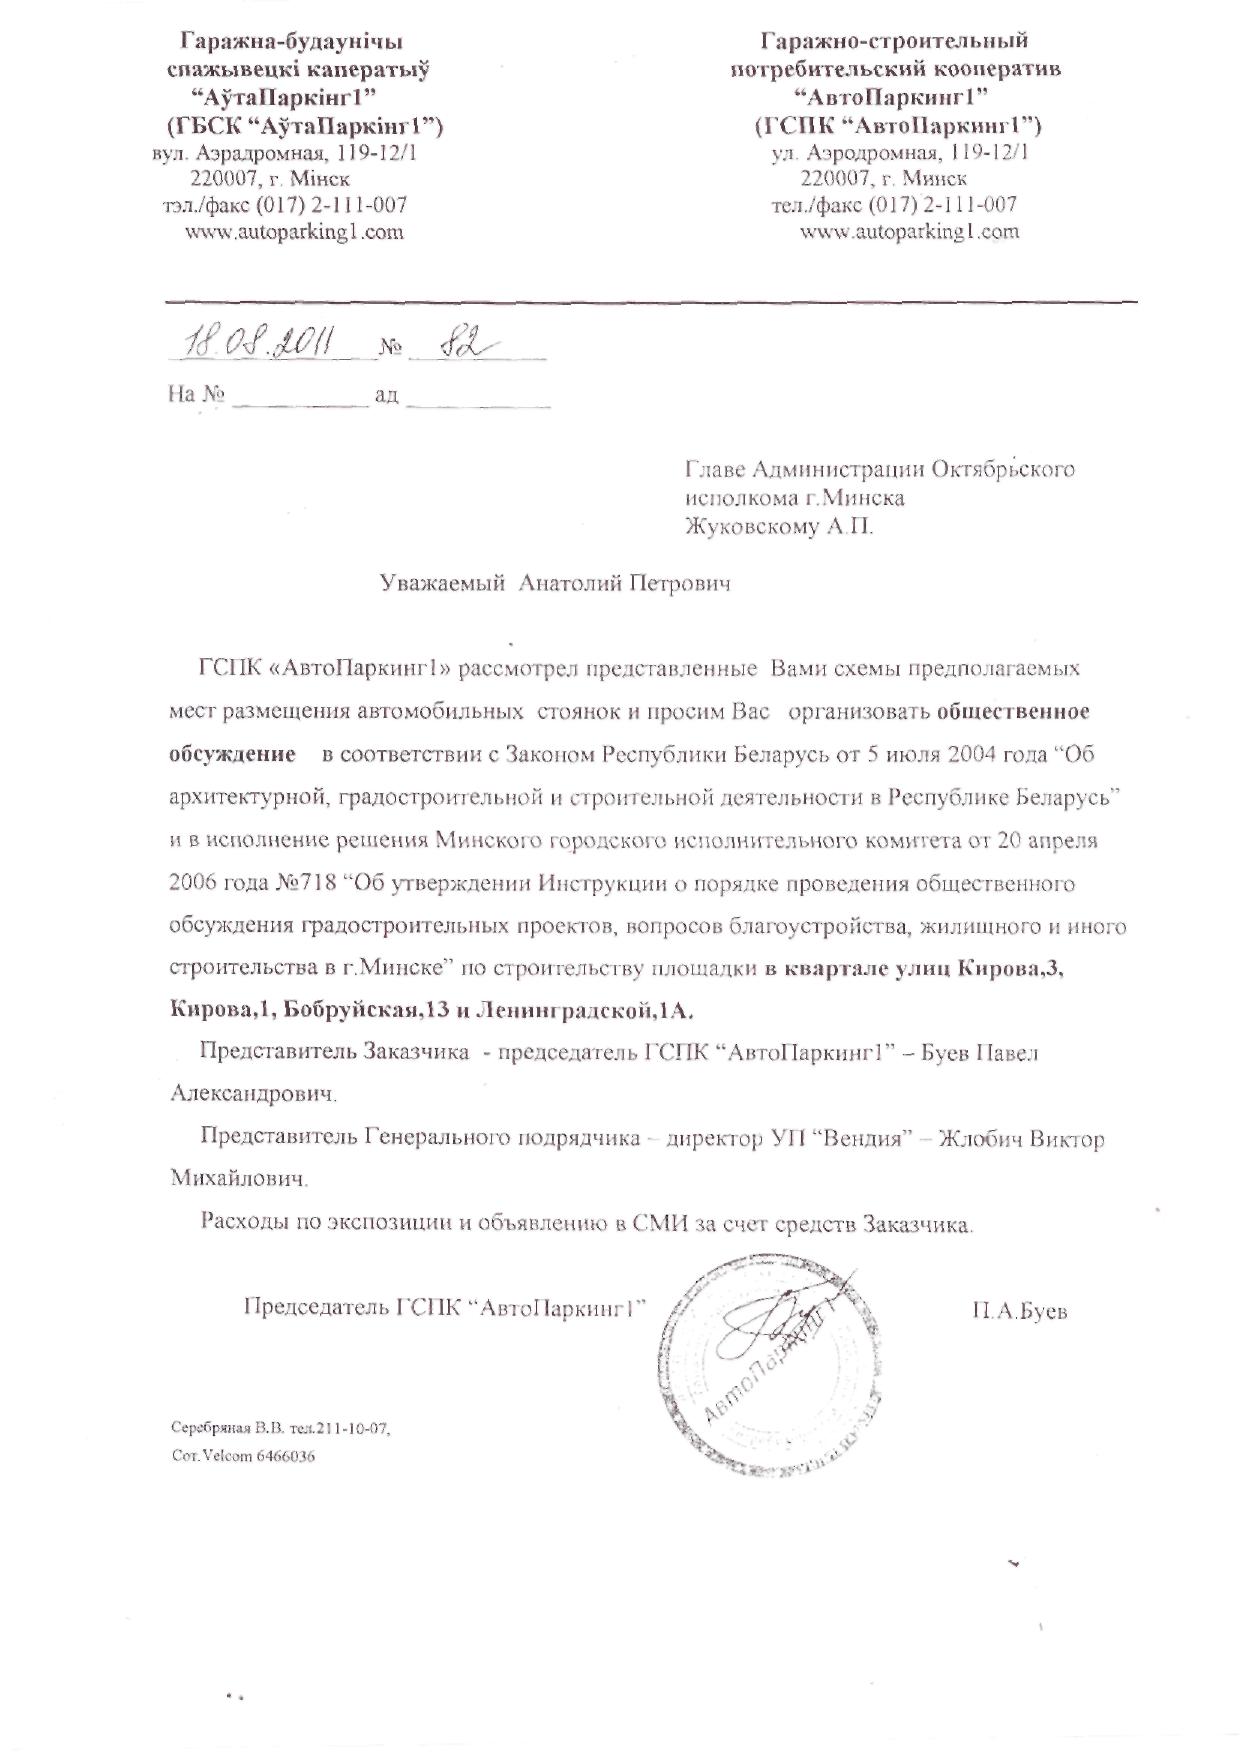 Гаражна-будаунічы
спажывецкі каператыў
“АўтаПаркінг1”
(ГБСК “АўтаПаркінг1”)
вул. Аэрадромная, 119-12/1
220007, г. Мінск
тэл./факс (017) 2-111-007
www.autoparking1.com
Гаражно-строительный
потребительский кооператив
“АвтоПаркинг1”
(ГСПК “АвтоПаркинг1”)
ул. Аэродромная, 119-12/1
220007, г. Минск
тел./факс (017) 2-111-007
www.autoparking1.com
18.08.2011 № 82
На № ____________ ад ____________
Главе Администрации Октябрьского
исполкома г.Минска
Жуковскому А.П.
Уважаемый Анатолий Петрович
ГСПК «АвтоПаркинг1» рассмотрел представленные Вами схемы предполагаемых
мест размещения автомобильных стоянок и просим Вас организовать общественное
обсуждение в соответствии с Законом Республики Беларусь от 5 июля 2004 года “Об
архитектурной, градостроительной и строительной деятельности в Республике Беларусь”
и в исполнение решения Минского городского исполнительного комитета от 20 апреля
2006 года №718 “Об утверждении Инструкции о порядке проведения общественного
обсуждения градостроительных проектов, вопросов благоустройства, жилищного и иного
строительства в г.Минске” по строительству площадки в квартале улиц Кирова,3,
Кирова,1, Бобруйская,13 и Ленинградской,1А.
Представитель Заказчика - председатель ГСПК “АвтоПаркинг1” – Буев Павел
Александрович.
Представитель Генерального подрядчика – директор УП “Вендия” – Жлобич Виктор
Михайлович.
Расходы по экспозиции и объявлению в СМИ за счет средств Заказчика.
Председатель ГСПК “АвтоПаркинг1” П.А.Буев
АвтоПаркинг1
Серебряная В.В. тел.211-10-07,
Сот.Velcom 6466036